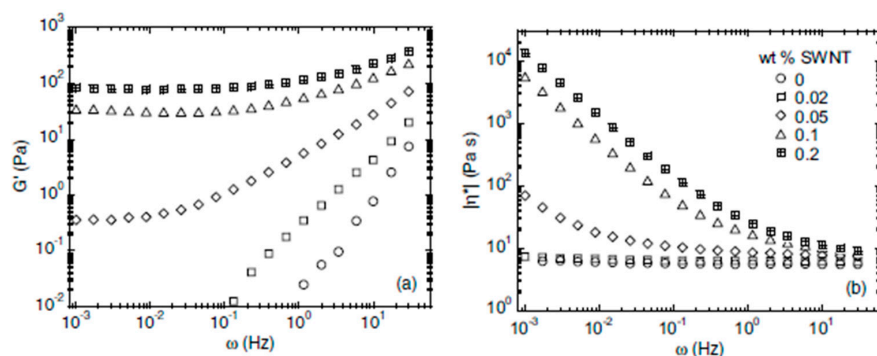 10³
10²
10¹
10⁰
10⁻¹
10⁻²
G' (Pa)
10⁻³ 10⁻² 10⁻¹ 10⁰ 10¹
ω (Hz)
(a)
10⁴
10³
10²
10¹
10⁰
|η*| (Pa s)
wt % SWNT
0
0.02
0.05
0.1
0.2
10⁻³ 10⁻² 10⁻¹ 10⁰ 10¹
ω (Hz)
(b)